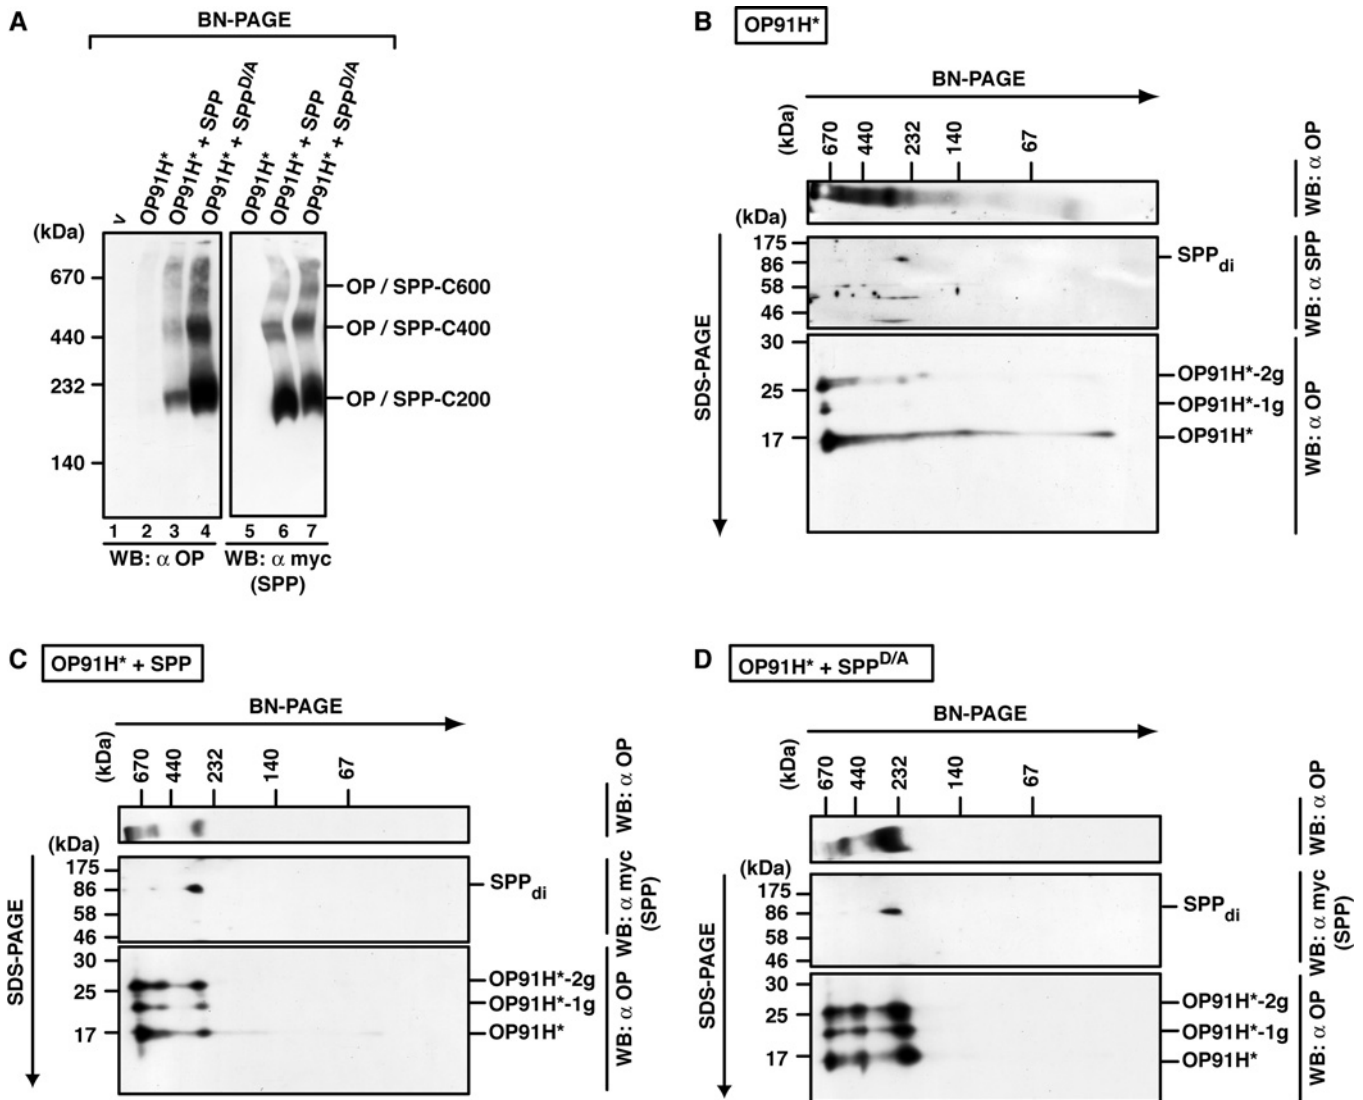 A
BN-PAGE
v
OP91H*
OP91H* + SPP
OP91H* + SPP^D/A
OP91H*
OP91H* + SPP
OP91H* + SPP^D/A
(kDa)
670
440
232
140
OP / SPP-C600
OP / SPP-C400
OP / SPP-C200
1 2 3 4 5 6 7
WB: α OP
WB: α myc
(SPP)
B
OP91H*
BN-PAGE
(kDa)
670
440
232
140
67
WB: α OP
(kDa)
175
86
58
46
SPPdi
WB: α SPP
30
25
17
OP91H*-2g
OP91H*-1g
OP91H*
WB: α OP
SDS-PAGE
C
OP91H* + SPP
BN-PAGE
(kDa)
670
440
232
140
67
WB: α OP
(kDa)
175
86
58
46
SPPdi
WB: α myc
(SPP)
30
25
17
OP91H*-2g
OP91H*-1g
OP91H*
WB: α OP
SDS-PAGE
D
OP91H* + SPP^D/A
BN-PAGE
(kDa)
670
440
232
140
67
WB: α OP
(kDa)
175
86
58
46
SPPdi
WB: α myc
(SPP)
30
25
17
OP91H*-2g
OP91H*-1g
OP91H*
WB: α OP
SDS-PAGE